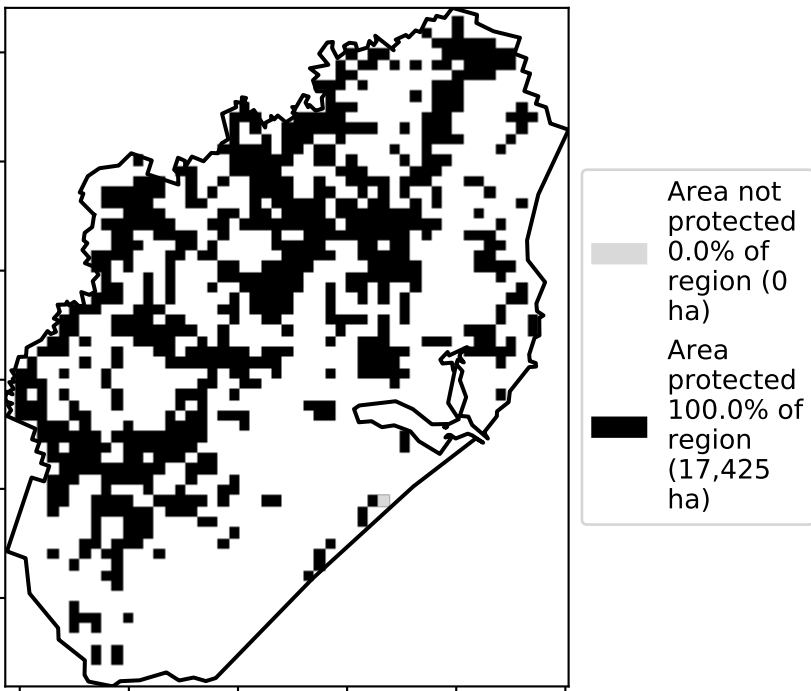 Area not
protected
0.0% of
region (0
ha)
Area
protected
100.0% of
region
(17,425
ha)